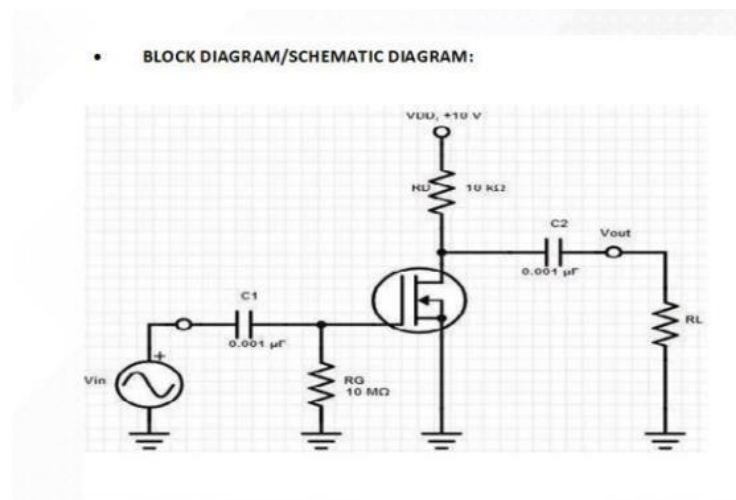 • BLOCK DIAGRAM/SCHEMATIC DIAGRAM:
VDD, +10 V
RD 10 KΩ
C2
Vout
0.001 µF
C1
RL
0.001 µF
Vin
+
RG
10 MΩ